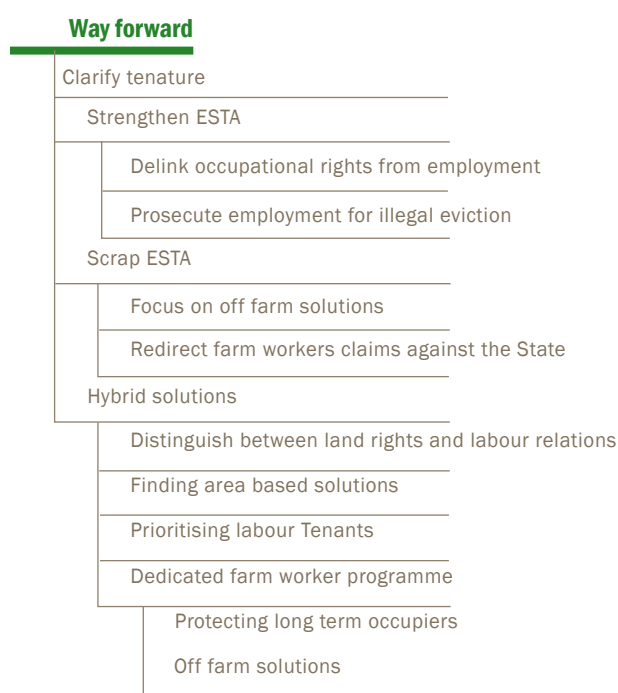 Way forward
Clarify tenature
Strengthen ESTA
Delink occupational rights from employment
Prosecute employment for illegal eviction
Scrap ESTA
Focus on off farm solutions
Redirect farm workers claims against the State
Hybrid solutions
Distinguish between land rights and labour relations
Finding area based solutions
Prioritising labour Tenants
Dedicated farm worker programme
Protecting long term occupiers
Off farm solutions